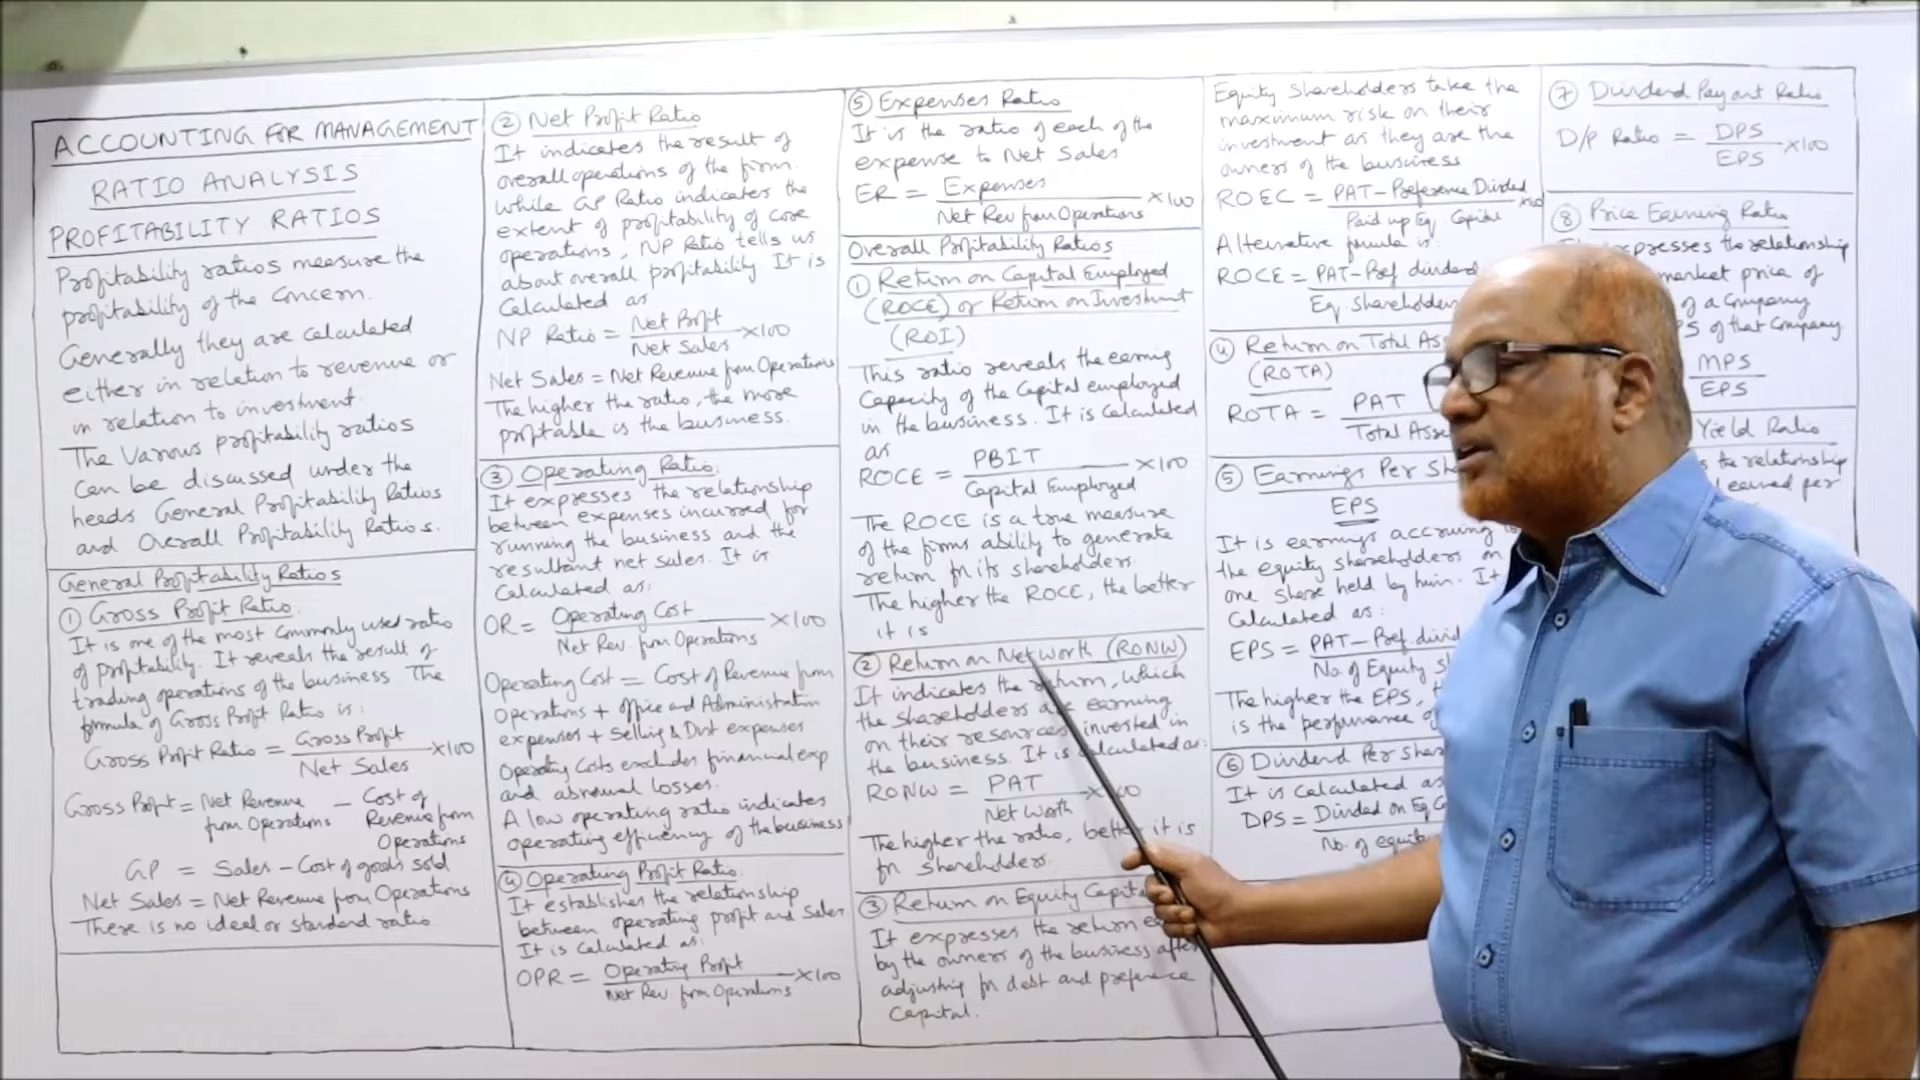 ACCOUNTING FOR MANAGEMENT
RATIO ANALYSIS
PROFITABILITY RATIOS
Profitability ratios measure the
profitability of the concern.
Generally they are calculated
either in relation to revenue or
in relation to investment.
The Various profitability ratios
can be discussed under the
heads General Profitability Ratios
and Overall Profitability Ratios.
General Profitability Ratios
① Gross Profit Ratio.
It is one of the most commonly used ratio
of profitability. It reveals the result of
trading operations of the business The
formula of Gross Profit Ratio is:
Gross Profit Ratio = Gross Profit / Net Sales ×100
Gross Profit = Net Revenue from Operations – Cost of Revenue from Operations
GP = Sales – Cost of goods sold
Net Sales = Net Revenue from Operations
There is no ideal or standard ratio
② Net Profit Ratio
It indicates the result of
overall operations of the firm.
while GP Ratio indicates the
extent of profitability of core
operations, NP Ratio tells us
about overall profitability It is
Calculated as
NP Ratio = Net Profit / Net Sales ×100
Net Sales = Net Revenue from Operations
The higher the ratio, the more
profitable is the business.
③ Operating Ratio.
It expresses the relationship
between expenses incurred for
running the business and the
resultant net sales. It is
Calculated as:
OR = Operating Cost / Net Rev from Operations ×100
Operating Cost = Cost of Revenue from
Operations + office and Administration
expenses + Selling & Dist expenses
Operating Costs excludes financial exp
and abnormal losses.
A low operating ratio indicates
operating efficiency of the business
④ Operating Profit Ratio.
It establishes the relationship
between operating profit and sales
It is calculated as:
OPR = Operating Profit / Net Rev from Operations ×100
⑤ Expenses Ratio
It is the ratio of each of the
expense to Net Sales
ER = Expenses / Net Rev from Operations ×100
Overall Profitability Ratios
① Return on Capital Employed
(ROCE) or Return on Investment
(ROI)
This ratio reveals the earning
Capacity of the Capital employed
in the business. It is calculated
as
ROCE = PBIT / Capital Employed ×100
The ROCE is a true measure
of the firms ability to generate
return for its shareholders.
The higher the ROCE, the better
it is
② Return on Networth (RONW)
It indicates the return, which
the shareholders are earning
on their resources invested in
the business. It is calculated as:
RONW = PAT / Net Worth ×100
The higher the ratio, better it is
for shareholders.
③ Return on Equity Capital
It expresses the return
by the owners of the business after
adjusting for debt and preference
Capital.
Equity Shareholders take the
maximum risk on their
investment as they are the
owners of the business
ROEC = PAT – Preference Dividend / Paid up Eq. Capital ×100
Alternative formula is:
ROCE = PAT – Pref dividend / Eq. Shareholder
④ Return on Total
(ROTA)
ROTA = PAT / Total
⑤ Earnings Per
EPS
It is earning accruing
the equity shareholders on
one share held by him. It
Calculated as:
EPS = PAT – Pref. / No. of Equity
The higher the EPS,
is the performance of
⑥ Dividend Per
It is calculated as
DPS = Dividend on Eq / No. of
⑦ Dividend Pay out Ratio
D/P Ratio = DPS / EPS ×100
⑧ Price Earning Ratio
expresses the relationship
market price of
of a Company
of that Company
MPS / EPS
Yield Ratio
the relationship
earned per